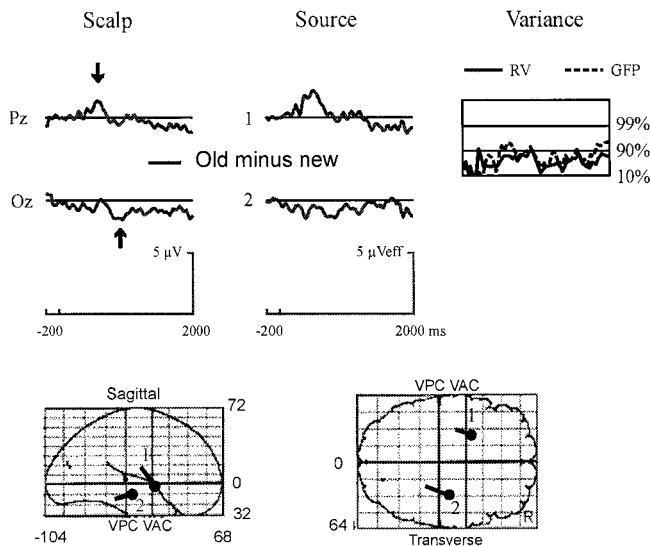 Scalp Source Variance
RV GFP
Pz 1 99%
Old minus new 90%
10%
Oz 2
5 µV 5 µVeff
-200 2000 -200 2000 ms
Sagittal VPC VAC
72
1 1
0 0
2 2
32 R
VPC VAC 64
-104 68 Transverse